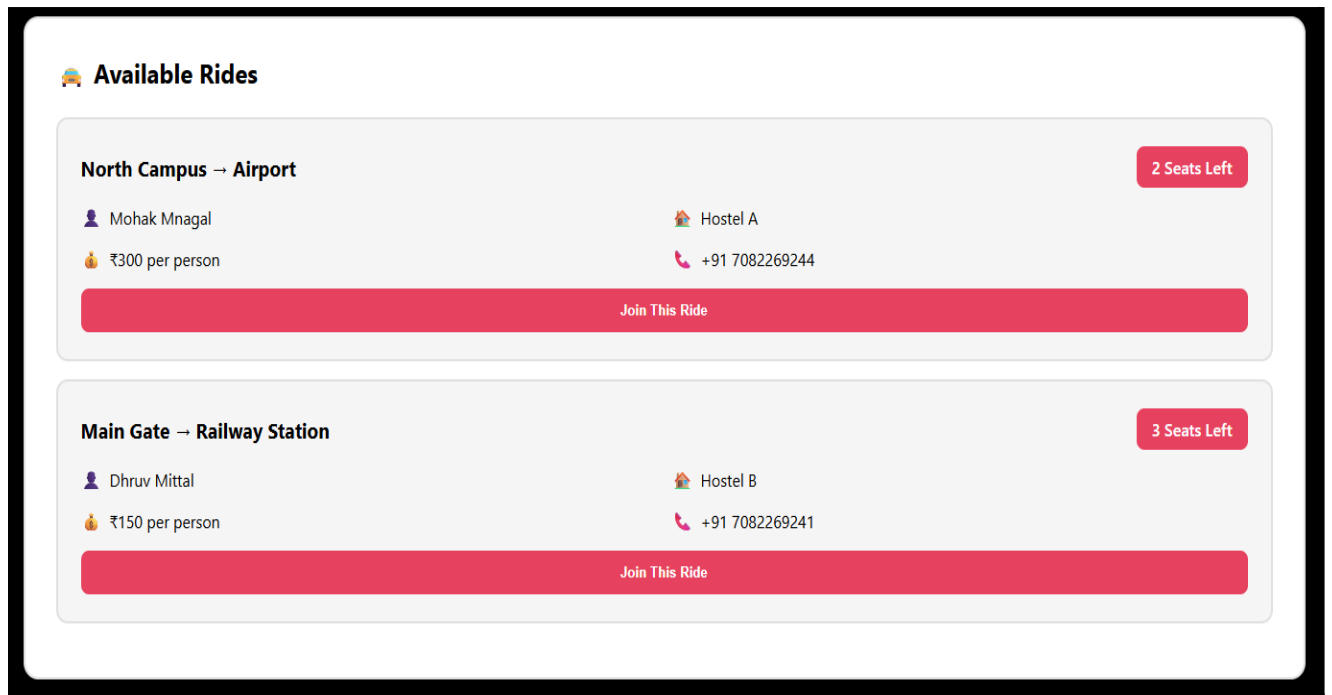 Available Rides
North Campus → Airport
2 Seats Left
Mohak Mnagal
Hostel A
₹300 per person
+91 7082269244
Join This Ride
Main Gate → Railway Station
3 Seats Left
Dhruv Mittal
Hostel B
₹150 per person
+91 7082269241
Join This Ride